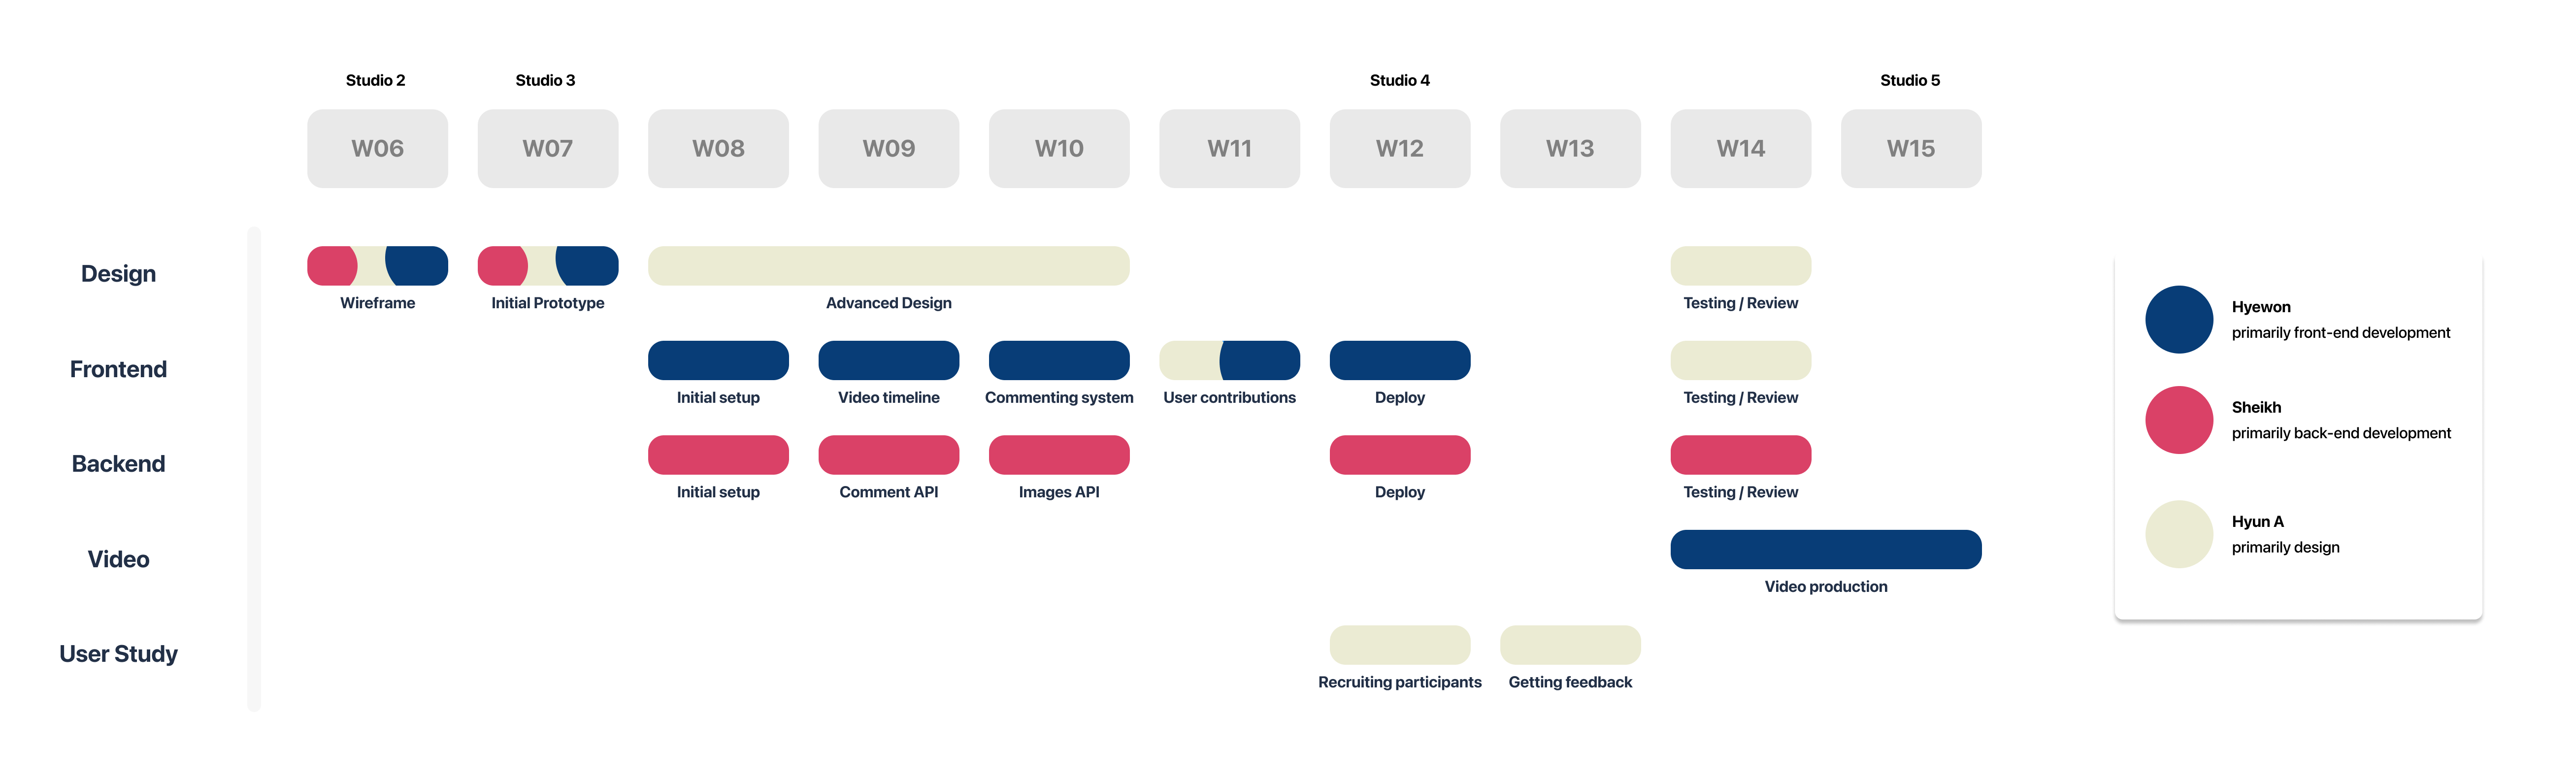 Studio 2
Studio 3
Studio 4
Studio 5
W06
W07
W08
W09
W10
W11
W12
W13
W14
W15
Design
Wireframe
Initial Prototype
Advanced Design
Testing / Review
Frontend
Initial setup
Video timeline
Commenting system
User contributions
Deploy
Testing / Review
Backend
Initial setup
Comment API
Images API
Deploy
Testing / Review
Video
Video production
User Study
Recruiting participants
Getting feedback
Hyewon
primarily front-end development
Sheikh
primarily back-end development
Hyun A
primarily design